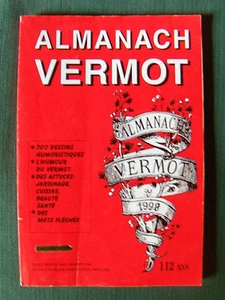 ALMANACH
VERMOT
• 200 DESSINS
HUMORISTIQUES
• L'HUMOUR
DU VERMOT
• DES ASTUCES:
JARDINAGE,
CUISINE,
BEAUTÉ
SANTÉ
• DES
MOTS FLÉCHÉS
ALMANACH
VERMOT
1998
112 ANS